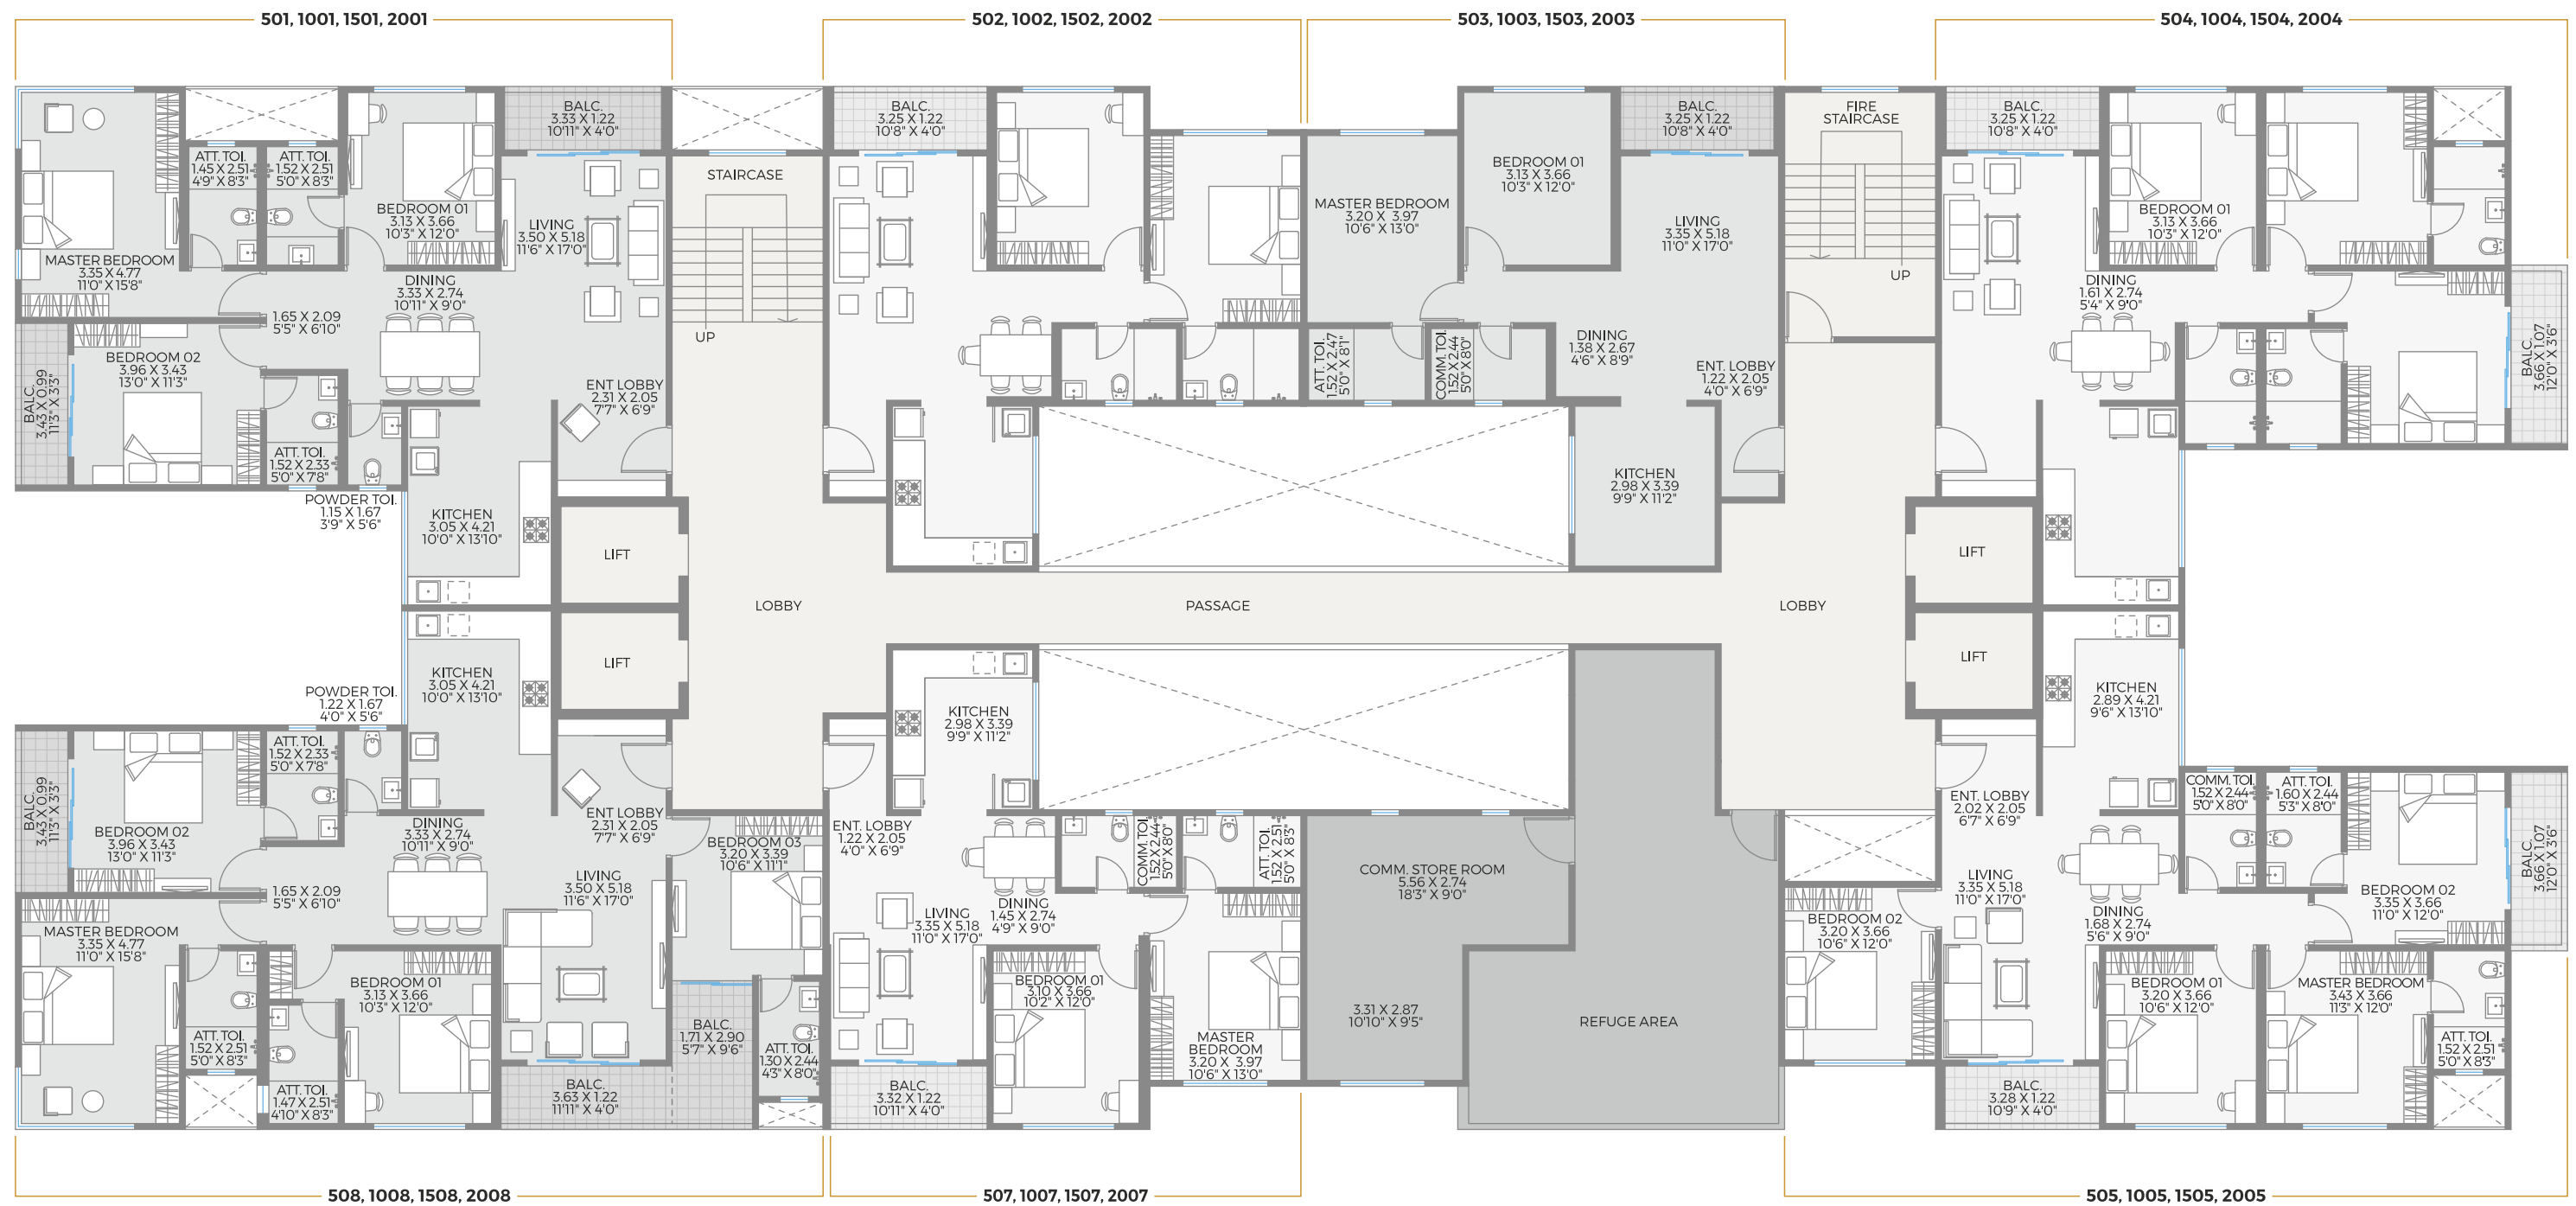 501, 1001, 1501, 2001
502, 1002, 1502, 2002
503, 1003, 1503, 2003
504, 1004, 1504, 2004
BALC.
3.33 X 1.22
10'11" X 4'0"
ATT. TOI.
1.45 X 2.51
4'9" X 8'3"
ATT. TOI.
1.52 X 2.51
5'0" X 8'3"
BEDROOM 01
3.13 X 3.66
10'3" X 12'0"
LIVING
3.50 X 5.18
11'6" X 17'0"
MASTER BEDROOM
3.35 X 4.77
11'0" X 15'8"
DINING
3.33 X 2.74
10'11" X 9'0"
1.65 X 2.09
5'5" X 6'10"
BEDROOM 02
3.96 X 3.43
13'0" X 11'3"
BALC.
3.43 X 0.99
11'3" X 3'3"
ENT LOBBY
2.31 X 2.05
7'7" X 6'9"
ATT. TOI.
1.52 X 2.33
5'0" X 7'8"
POWDER TOI.
1.15 X 1.67
3'9" X 5'6"
KITCHEN
3.05 X 4.21
10'0" X 13'10"
STAIRCASE
UP
LIFT
BALC.
3.25 X 1.22
10'8" X 4'0"
MASTER BEDROOM
3.20 X 3.97
10'6" X 13'0"
BEDROOM 01
3.13 X 3.66
10'3" X 12'0"
BALC.
3.25 X 1.22
10'8" X 4'0"
LIVING
3.35 X 5.18
11'0" X 17'0"
ATT. TOI.
1.52 X 2.47
5'0" X 8'1"
COMM. TOI.
1.52 X 2.44
5'0" X 8'0"
DINING
1.38 X 2.67
4'6" X 8'9"
ENT. LOBBY
1.22 X 2.05
4'0" X 6'9"
KITCHEN
2.98 X 3.39
9'9" X 11'2"
FIRE
STAIRCASE
UP
BALC.
3.25 X 1.22
10'8" X 4'0"
BEDROOM 01
3.13 X 3.66
10'3" X 12'0"
DINING
1.61 X 2.74
5'4" X 9'0"
BALC.
3.66 X 1.07
12'0" X 3'6"
LIFT
LOBBY
PASSAGE
LOBBY
LIFT
LIFT
KITCHEN
3.05 X 4.21
10'0" X 13'10"
POWDER TOI.
1.22 X 1.67
4'0" X 5'6"
ATT. TOI.
1.52 X 2.33
5'0" X 7'8"
BALC.
3.43 X 0.99
11'3" X 3'3"
BEDROOM 02
3.96 X 3.43
13'0" X 11'3"
DINING
3.33 X 2.74
10'11" X 9'0"
ENT LOBBY
2.31 X 2.05
7'7" X 6'9"
BEDROOM 03
3.20 X 3.39
10'6" X 11'1"
1.65 X 2.09
5'5" X 6'10"
LIVING
3.50 X 5.18
11'6" X 17'0"
MASTER BEDROOM
3.35 X 4.77
11'0" X 15'8"
BEDROOM 01
3.13 X 3.66
10'3" X 12'0"
ATT. TOI.
1.52 X 2.51
5'0" X 8'3"
ATT. TOI.
1.47 X 2.51
4'10" X 8'3"
BALC.
3.63 X 1.22
11'11" X 4'0"
BALC.
1.71 X 2.90
5'7" X 9'6"
ATT.TOI.
1.30 X 2.44
4'3" X 8'0"
KITCHEN
2.98 X 3.39
9'9" X 11'2"
ENT. LOBBY
1.22 X 2.05
4'0" X 6'9"
COMM. TOI.
1.52 X 2.44
5'0" X 8'0"
ATT. TOI.
1.52 X 2.51
5'0" X 8'3"
LIVING
3.35 X 5.18
11'0" X 17'0"
DINING
1.45 X 2.74
4'9" X 9'0"
BEDROOM 01
3.10 X 3.66
10'2" X 12'0"
MASTER
BEDROOM
3.20 X 3.97
10'6" X 13'0"
BALC.
3.32 X 1.22
10'11" X 4'0"
COMM. STORE ROOM
5.56 X 2.74
18'3" X 9'0"
3.31 X 2.87
10'10" X 9'5"
REFUGE AREA
KITCHEN
2.89 X 4.21
9'6" X 13'10"
ENT. LOBBY
2.02 X 2.05
6'7" X 6'9"
COMM. TOI.
1.52 X 2.44
5'0" X 8'0"
ATT. TOI.
1.60 X 2.44
5'3" X 8'0"
BALC.
3.66 X 1.07
12'0" X 3'6"
LIVING
3.35 X 5.18
11'0" X 17'0"
BEDROOM 02
3.35 X 3.66
11'0" X 12'0"
BEDROOM 02
3.20 X 3.66
10'6" X 12'0"
DINING
1.68 X 2.74
5'6" X 9'0"
BEDROOM 01
3.20 X 3.66
10'6" X 12'0"
MASTER BEDROOM
3.43 X 3.66
11'3" X 12'0"
ATT. TOI.
1.52 X 2.51
5'0" X 8'3"
BALC.
3.28 X 1.22
10'9" X 4'0"
508, 1008, 1508, 2008
507, 1007, 1507, 2007
505, 1005, 1505, 2005